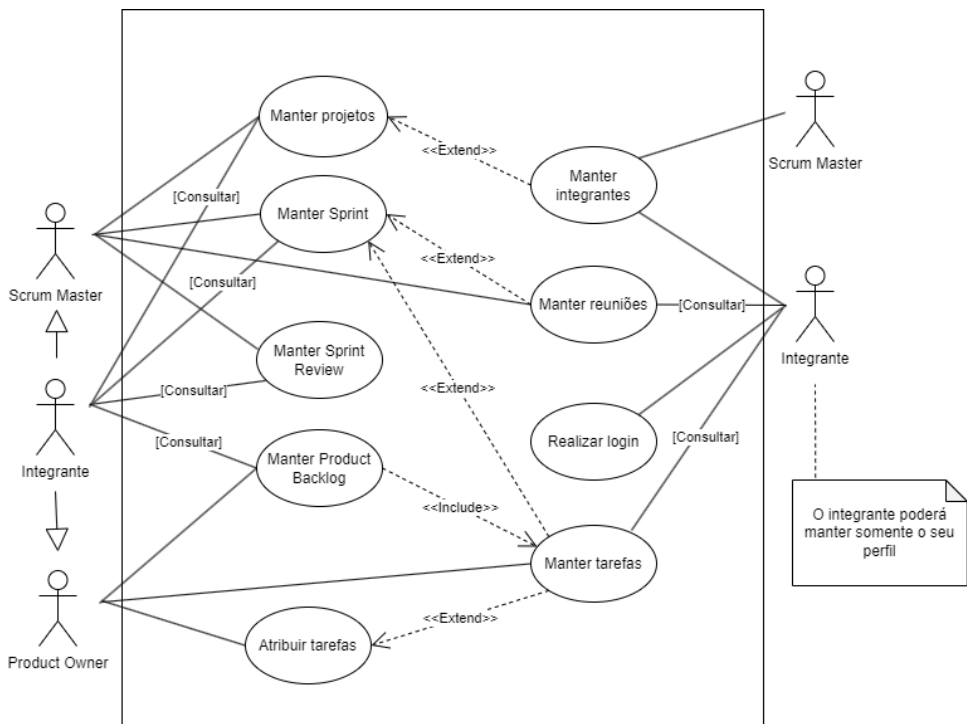 Manter projetos
<<Extend>>
Scrum Master
Manter
integrantes
[Consultar]
Manter Sprint
<<Extend>>
Scrum Master
[Consultar]
Manter reuniões
[Consultar]
Integrante
Manter Sprint
Review
[Consultar]
<<Extend>>
Integrante
[Consultar]
Realizar login
[Consultar]
Manter Product
Backlog
<<Include>>
O integrante poderá
manter somente o seu
perfil
Manter tarefas
<<Extend>>
Atribuir tarefas
Product Owner